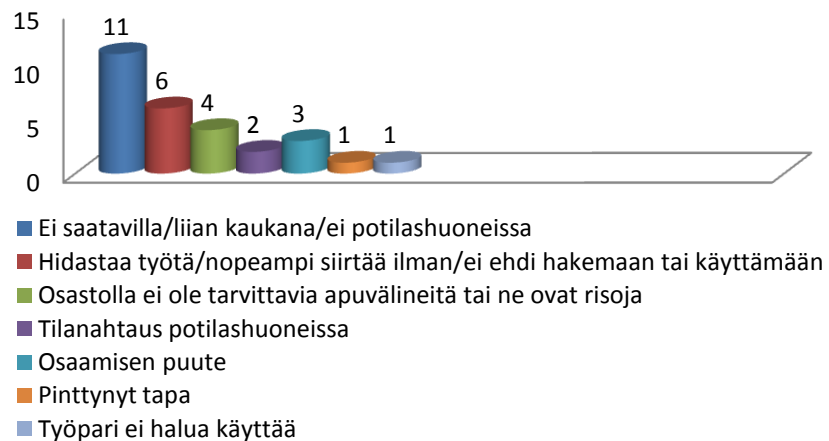 15
10
5
0
11
6
4
2
3
1
1
Ei saatavilla/liian kaukana/ei potilashuoneissa
Hidastaa työtä/nopeampi siirtää ilman/ei ehdi hakemaan tai käyttämään
Osastolla ei ole tarvittavia apuvälineitä tai ne ovat risoja
Tilanahtaus potilashuoneissa
Osaamisen puute
Pinttynyt tapa
Työpari ei halua käyttää